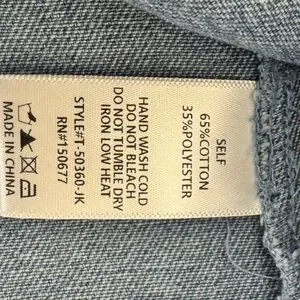 SELF
65%COTTON
35%POLYESTER
HAND WASH COLD
DO NOT BLEACH
DO NOT TUMBLE DRY
IRON LOW HEAT
STYLE#T-50360-JK
RN#150677
MADE IN CHINA